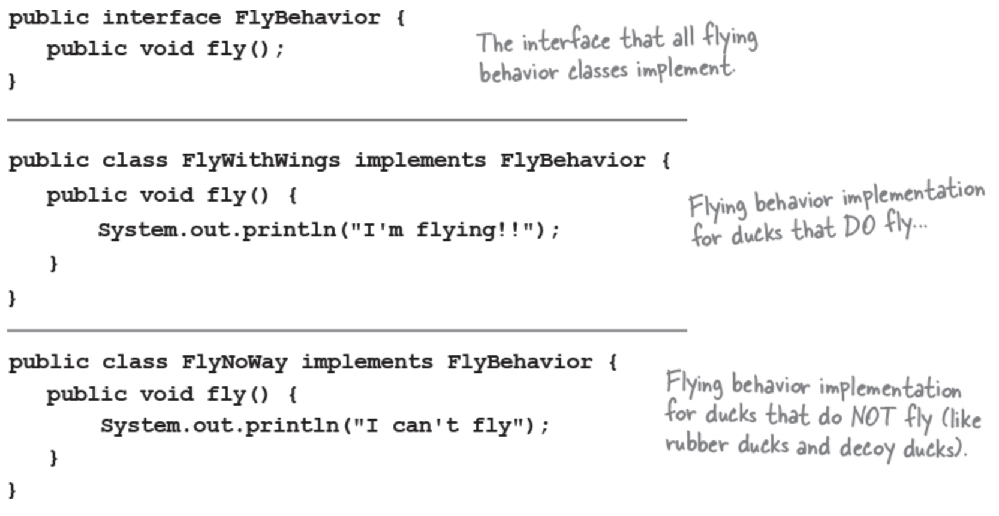 public interface FlyBehavior {
public void fly();
}
The interface that all flying
behavior classes implement.
public class FlyWithWings implements FlyBehavior {
public void fly() {
System.out.println("I'm flying!!");
}
}
Flying behavior implementation
for ducks that DO fly...
public class FlyNoWay implements FlyBehavior {
public void fly() {
System.out.println("I can't fly");
}
}
Flying behavior implementation
for ducks that do NOT fly (like
rubber ducks and decoy ducks).